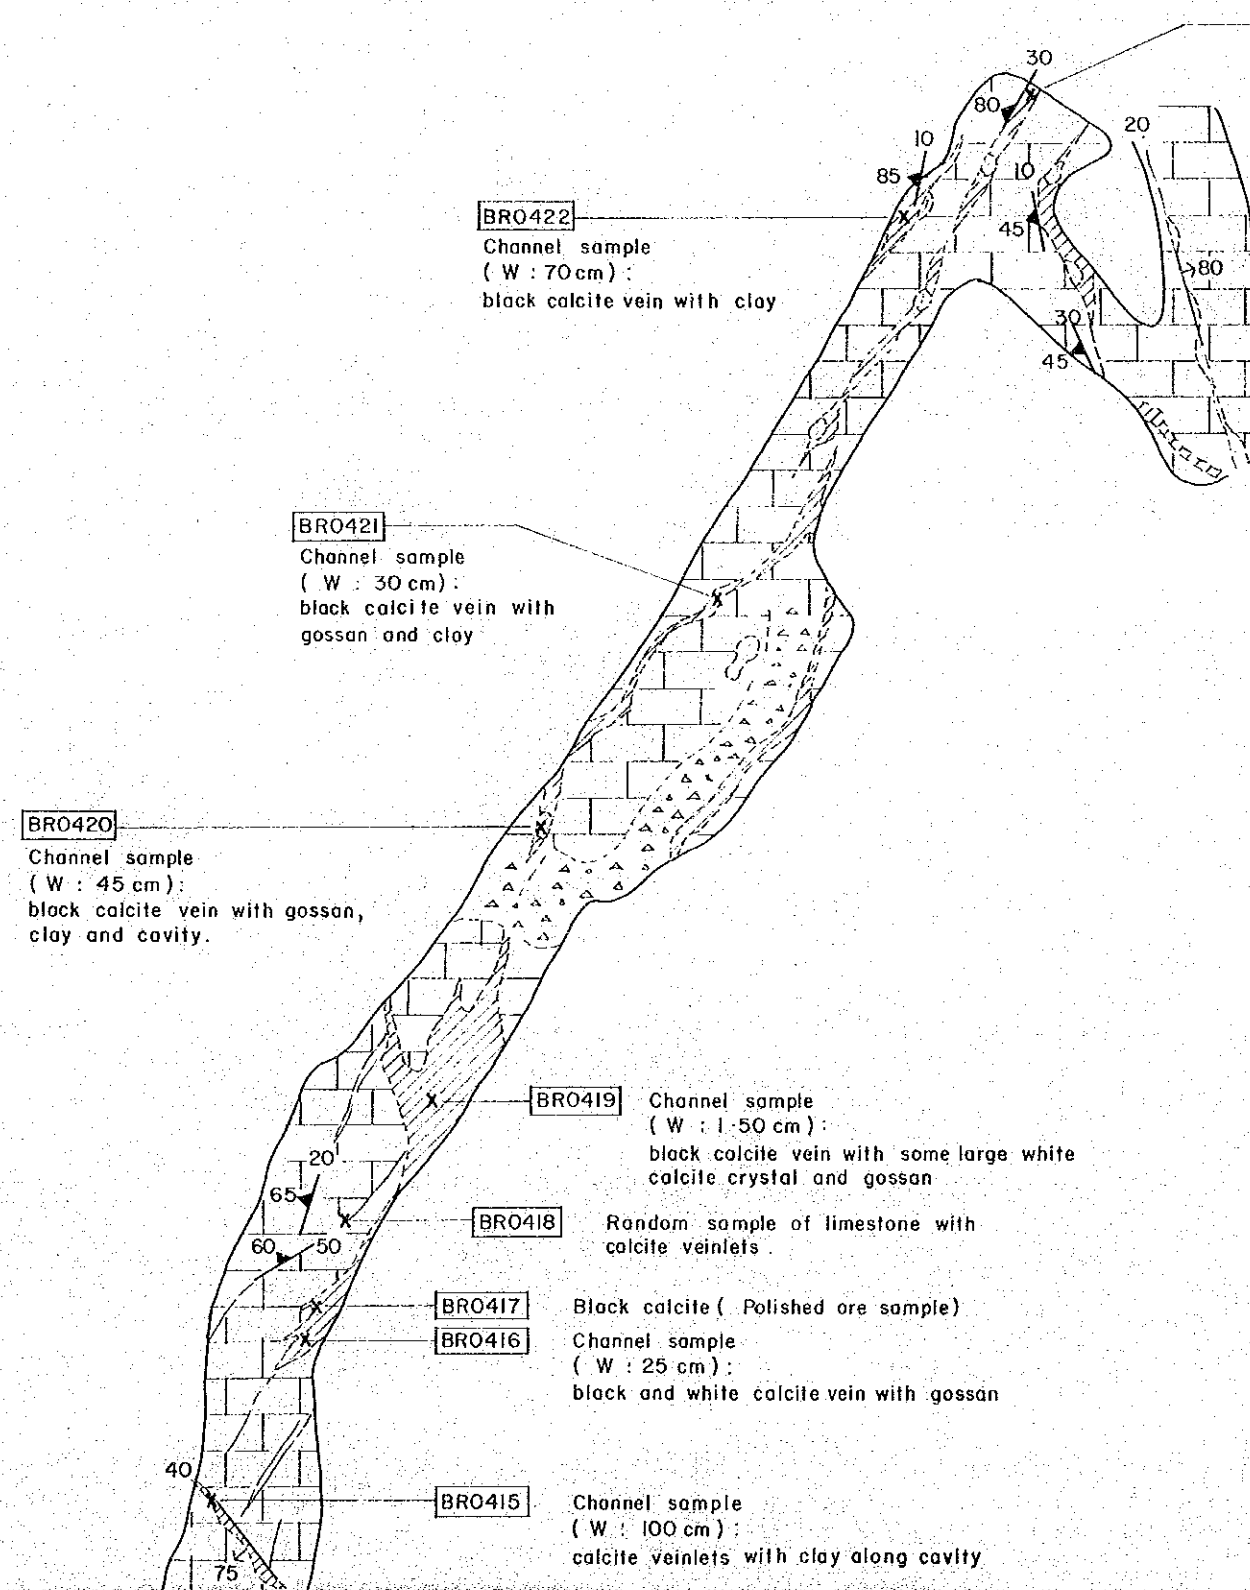 30
80
10
20
85
10
BR0422
45
Channel sample
( W : 70 cm ) :
80
black calcite vein with clay
30
45
BR0421
Channel sample
( W : 30 cm ) :
black calcite vein with
gossan and clay
BR0420
Channel sample
( W : 45 cm ) :
black calcite vein with gossan,
clay and cavity.
BR0419
Channel sample
( W : 1·50 cm ) :
black calcite vein with some large white
calcite crystal and gossan
20
65
BR0418
Random sample of limestone with
calcite veinlets .
60
50
BR0417
Black calcite ( Polished ore sample )
BR0416
Channel sample
( W : 25 cm ) :
black and white calcite vein with gossan
40
BR0415
Channel sample
( W : 100 cm ) :
calcite veinlets with clay along cavity
75